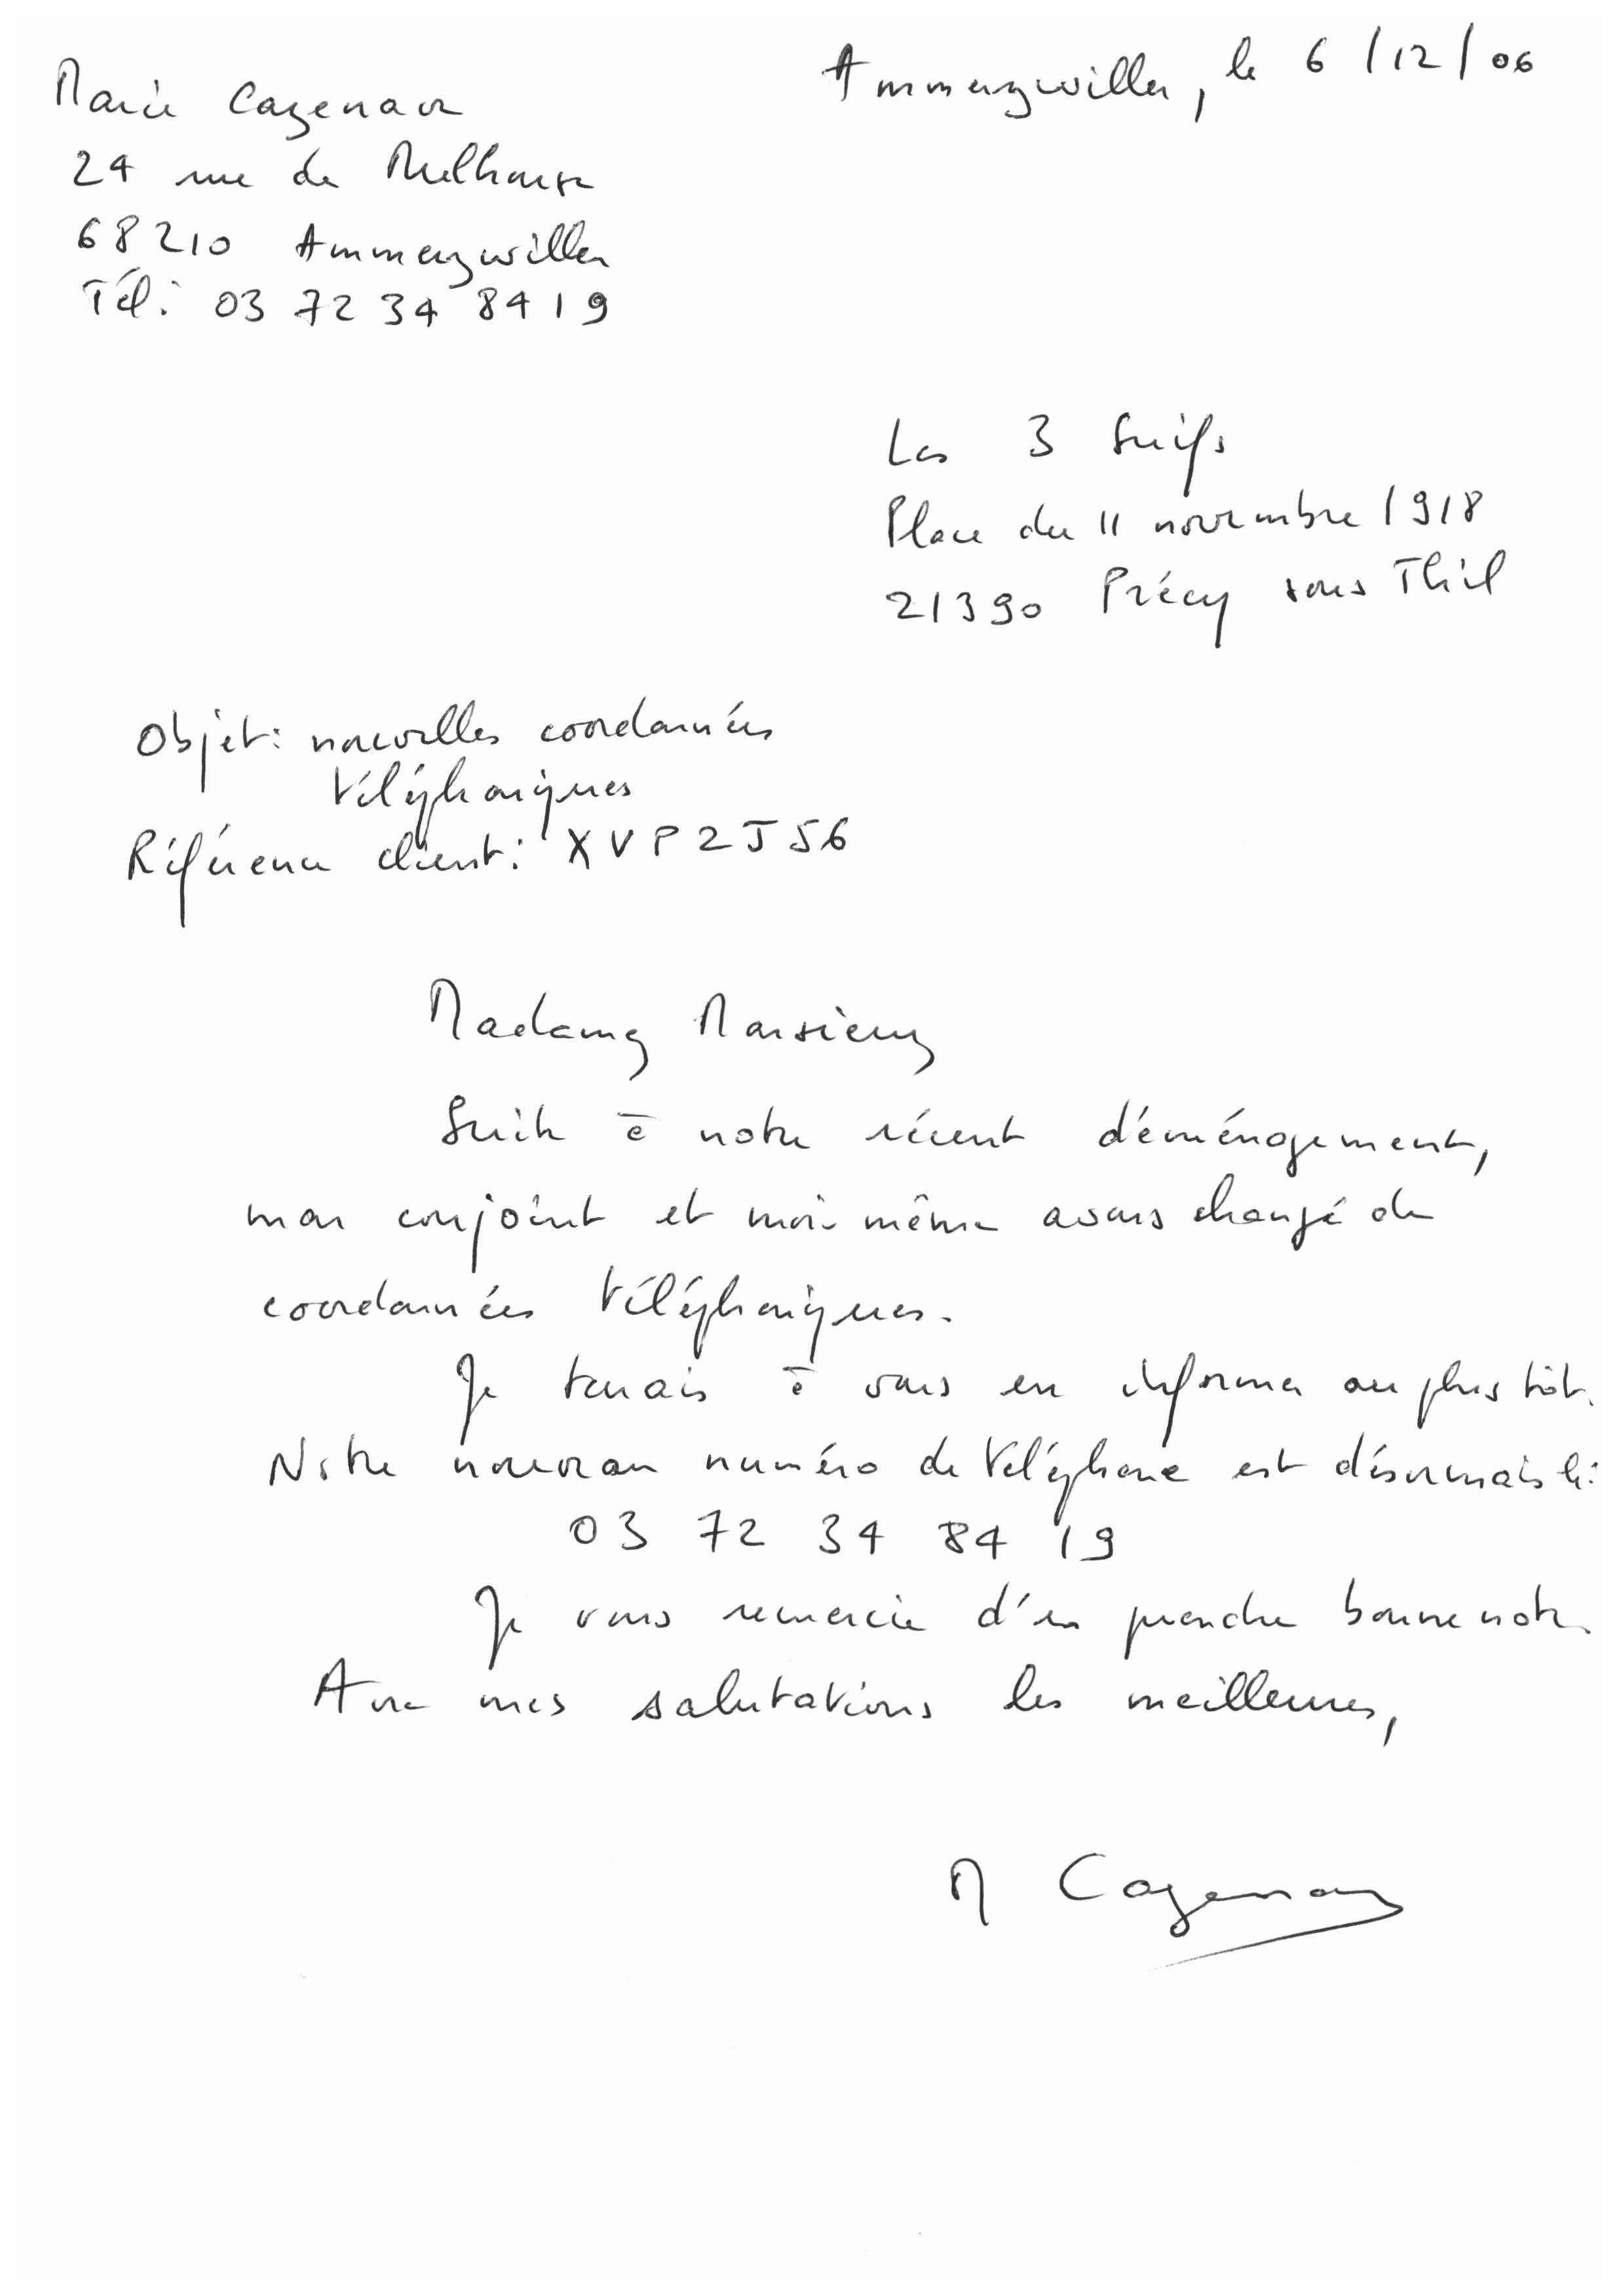 Marie Cazenave
Ammerzwiller, le 6/12/06
24 rue de Mulhouse
68210 Ammerzwiller
Tél: 03 72 34 84 19
Les 3 Suifs
Place du 11 novembre 1918
21390 Précy sous Thil
Objet: nouvelles coordonnées
téléphoniques
Référence client: XVP2J56
Madame, Monsieur,
Suite à notre récent déménagement,
mon conjoint et moi-même avons changé de
coordonnées téléphoniques.
Je tenais à vous en informer au plus tôt.
Notre nouveau numéro de téléphone est désormais le:
03 72 34 84 19
Je vous remercie d'en prendre bonne note.
Avec mes salutations les meilleures,
M Cazenave